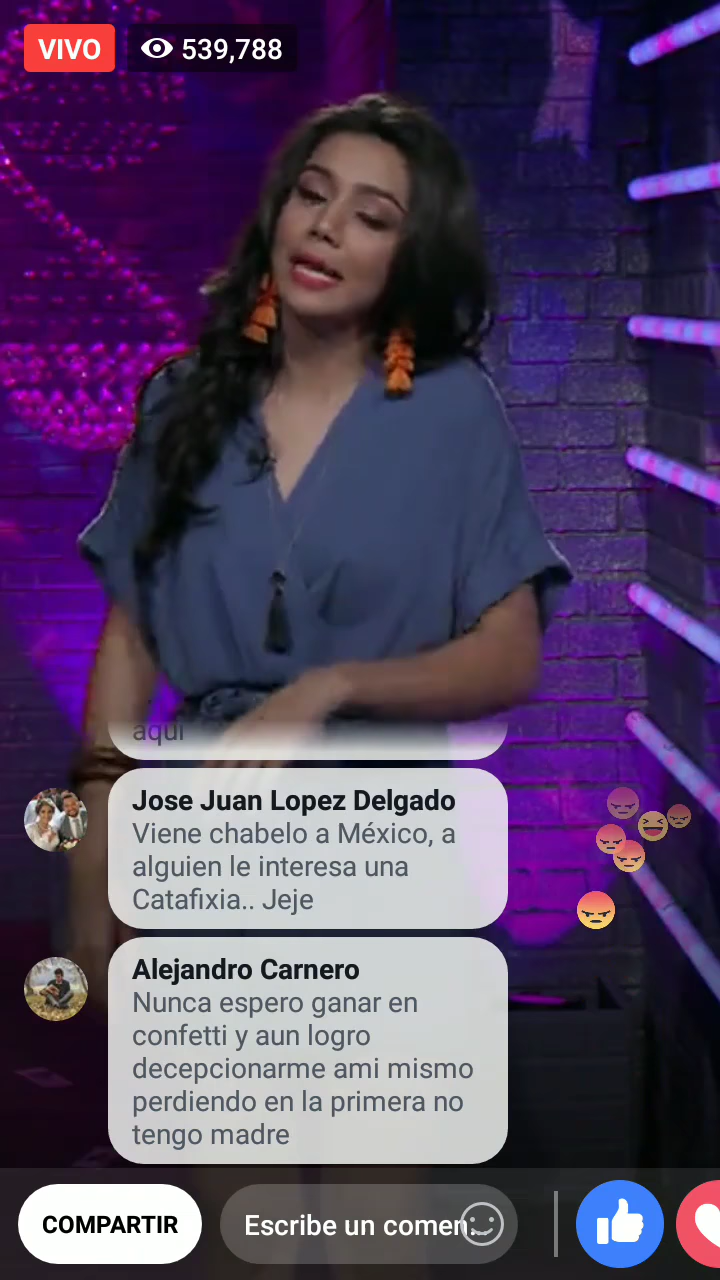 VIVO 539,788
aquí
Jose Juan Lopez Delgado
Viene chabelo a México, a
alguien le interesa una
Catafixia.. Jeje
Alejandro Carnero
Nunca espero ganar en
confetti y aun logro
decepcionarme ami mismo
perdiendo en la primera no
tengo madre
COMPARTIR Escribe un comen.